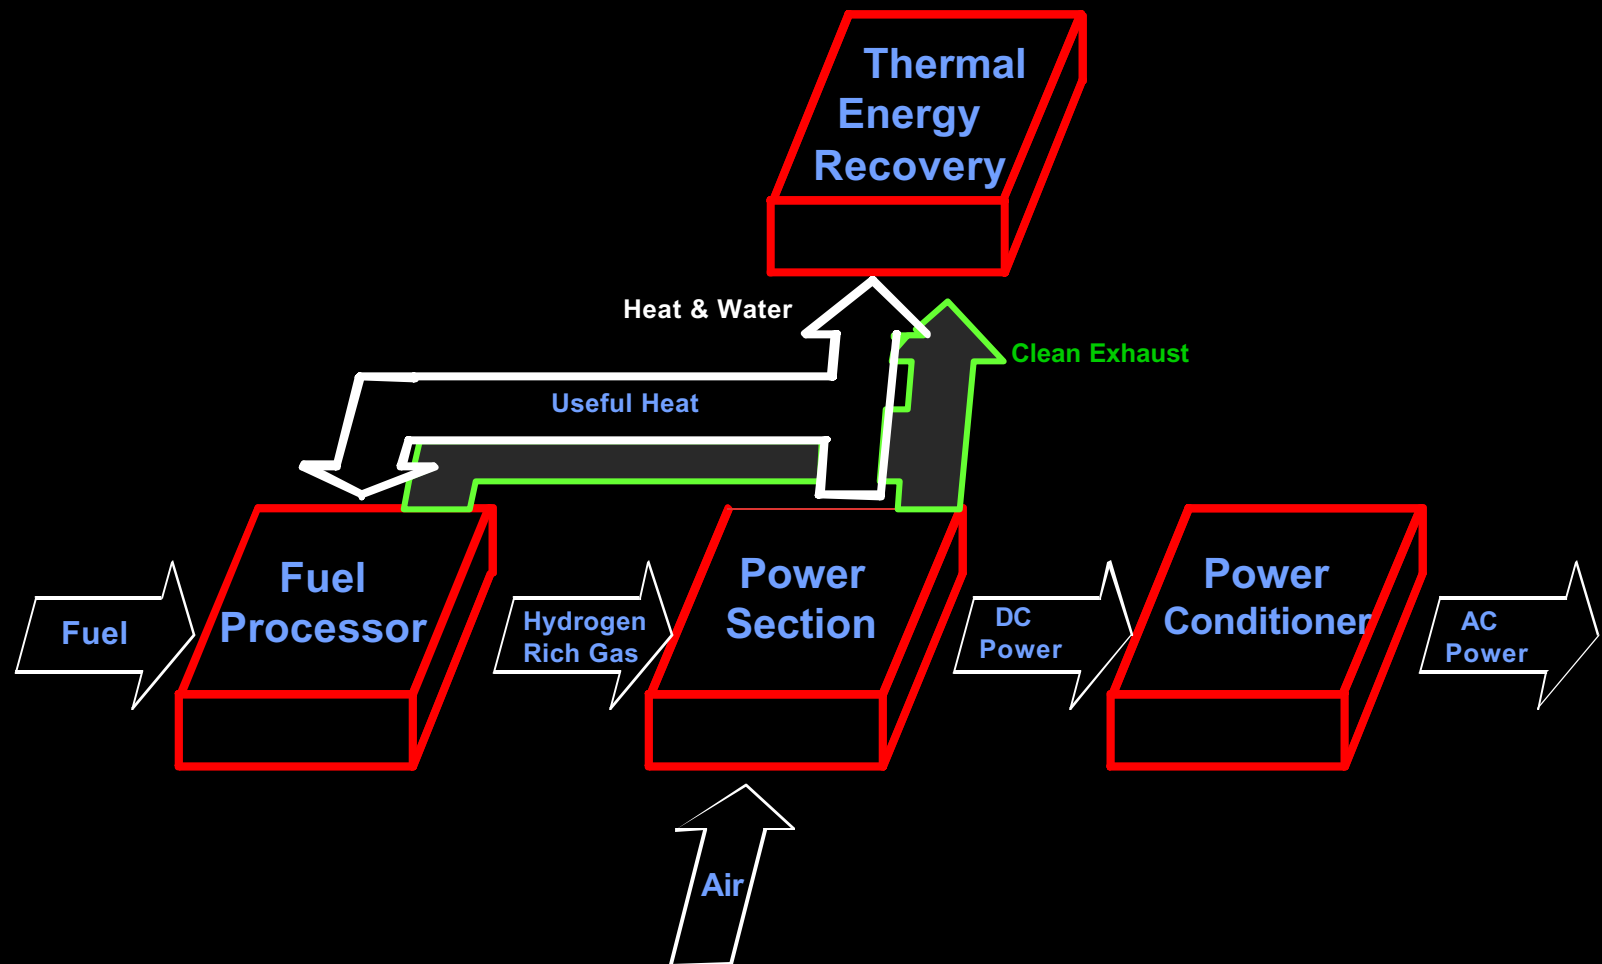 Thermal
Energy
Recovery
Heat & Water
Clean Exhaust
Useful Heat
Fuel
Fuel
Processor
Hydrogen
Rich Gas
Power
Section
DC
Power
Power
Conditioner
AC
Power
Air